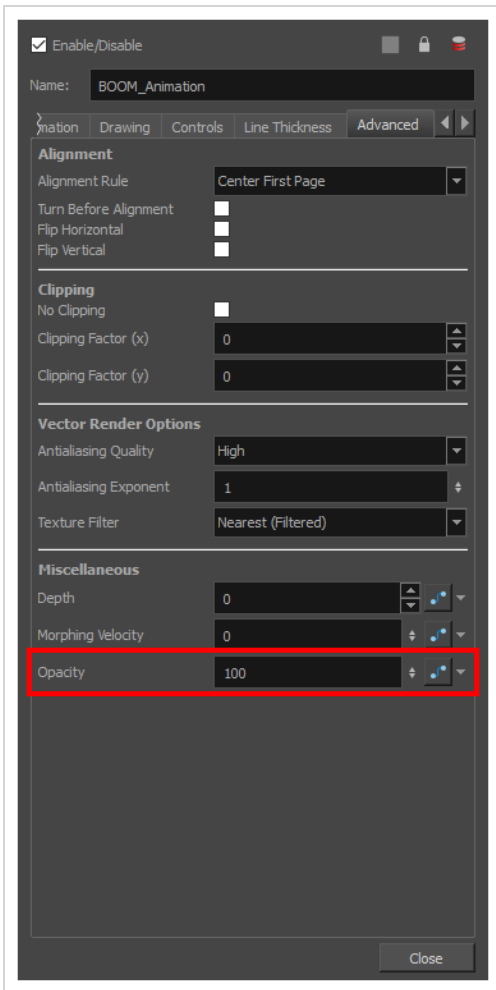 Enable/Disable
Name: BOOM_Animation
mation Drawing Controls Line Thickness Advanced
Alignment
Alignment Rule Center First Page
Turn Before Alignment
Flip Horizontal
Flip Vertical
Clipping
No Clipping
Clipping Factor (x) 0
Clipping Factor (y) 0
Vector Render Options
Antialiasing Quality High
Antialiasing Exponent 1
Texture Filter Nearest (Filtered)
Miscellaneous
Depth 0
Morphing Velocity 0
Opacity 100
Close